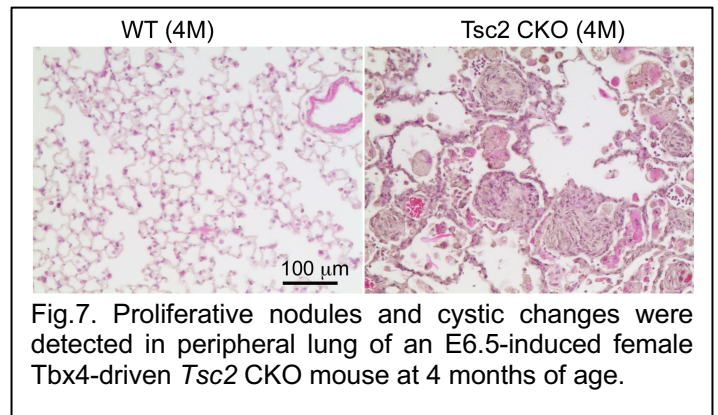 WT (4M) Tsc2 CKO (4M)
100 μm
Fig.7. Proliferative nodules and cystic changes were
detected in peripheral lung of an E6.5-induced female
Tbx4-driven Tsc2 CKO mouse at 4 months of age.